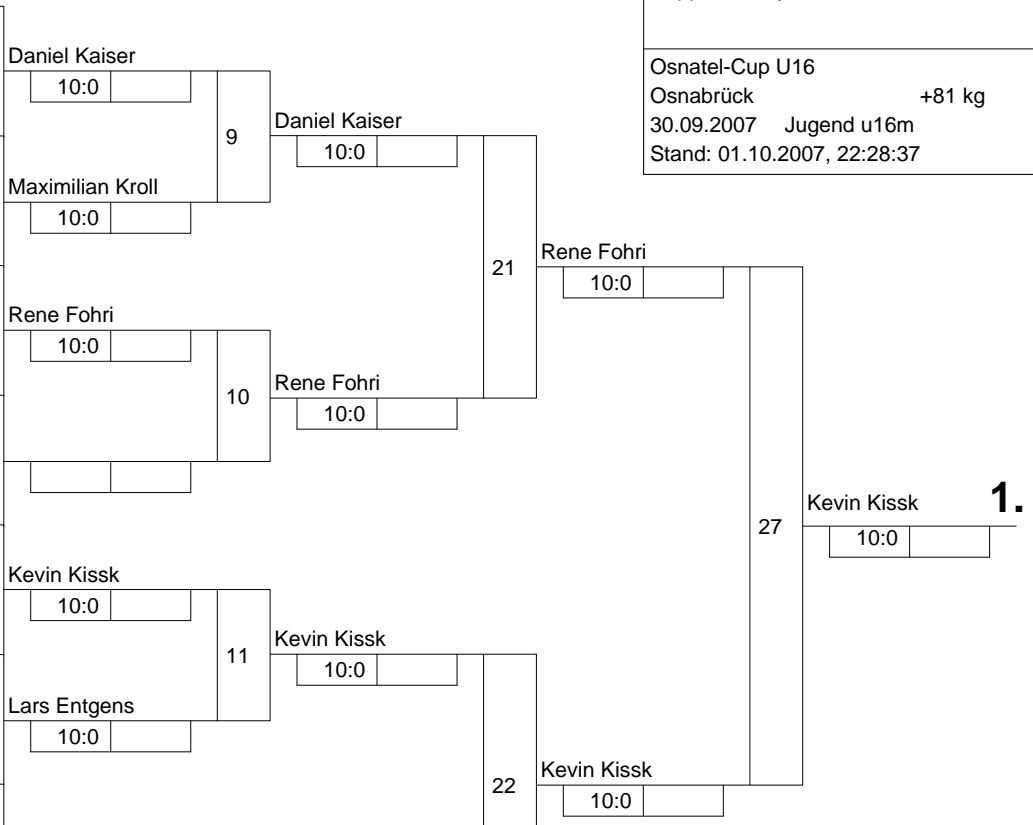 Osnatel-Cup U16
Osnabrück +81 kg
30.09.2007 Jugend u16m
Stand: 01.10.2007, 22:28:37
Daniel Kaiser
10:0
9
Daniel Kaiser
10:0
Maximilian Kroll
10:0
21
Rene Fohri
10:0
Rene Fohri
10:0
10
Rene Fohri
10:0
27
Kevin Kissk 1.
10:0
Kevin Kissk
10:0
11
Kevin Kissk
10:0
Lars Entgens
10:0
22
Kevin Kissk
10:0